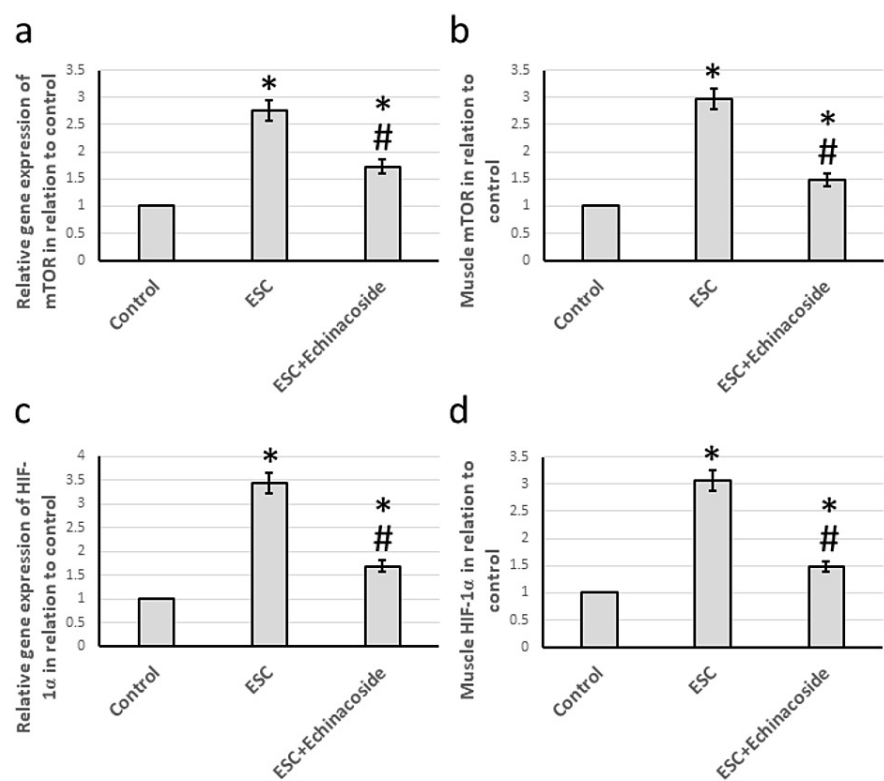 a
Relative gene expression of
mTOR in relation to control
3.5
3
2.5
2
1.5
1
0.5
0
*
*
#
Control
ESC
ESC+Echinacoside
b
Muscle mTOR in relation to
control
3.5
3
2.5
2
1.5
1
0.5
0
*
*
#
Control
ESC
ESC+Echinacoside
c
Relative gene expression of HIF-
1α in relation to control
4
3.5
3
2.5
2
1.5
1
0.5
0
*
*
#
Control
ESC
ESC+Echinacoside
d
Muscle HIF-1α in relation to
control
3.5
3
2.5
2
1.5
1
0.5
0
*
*
#
Control
ESC
ESC+Echinacoside